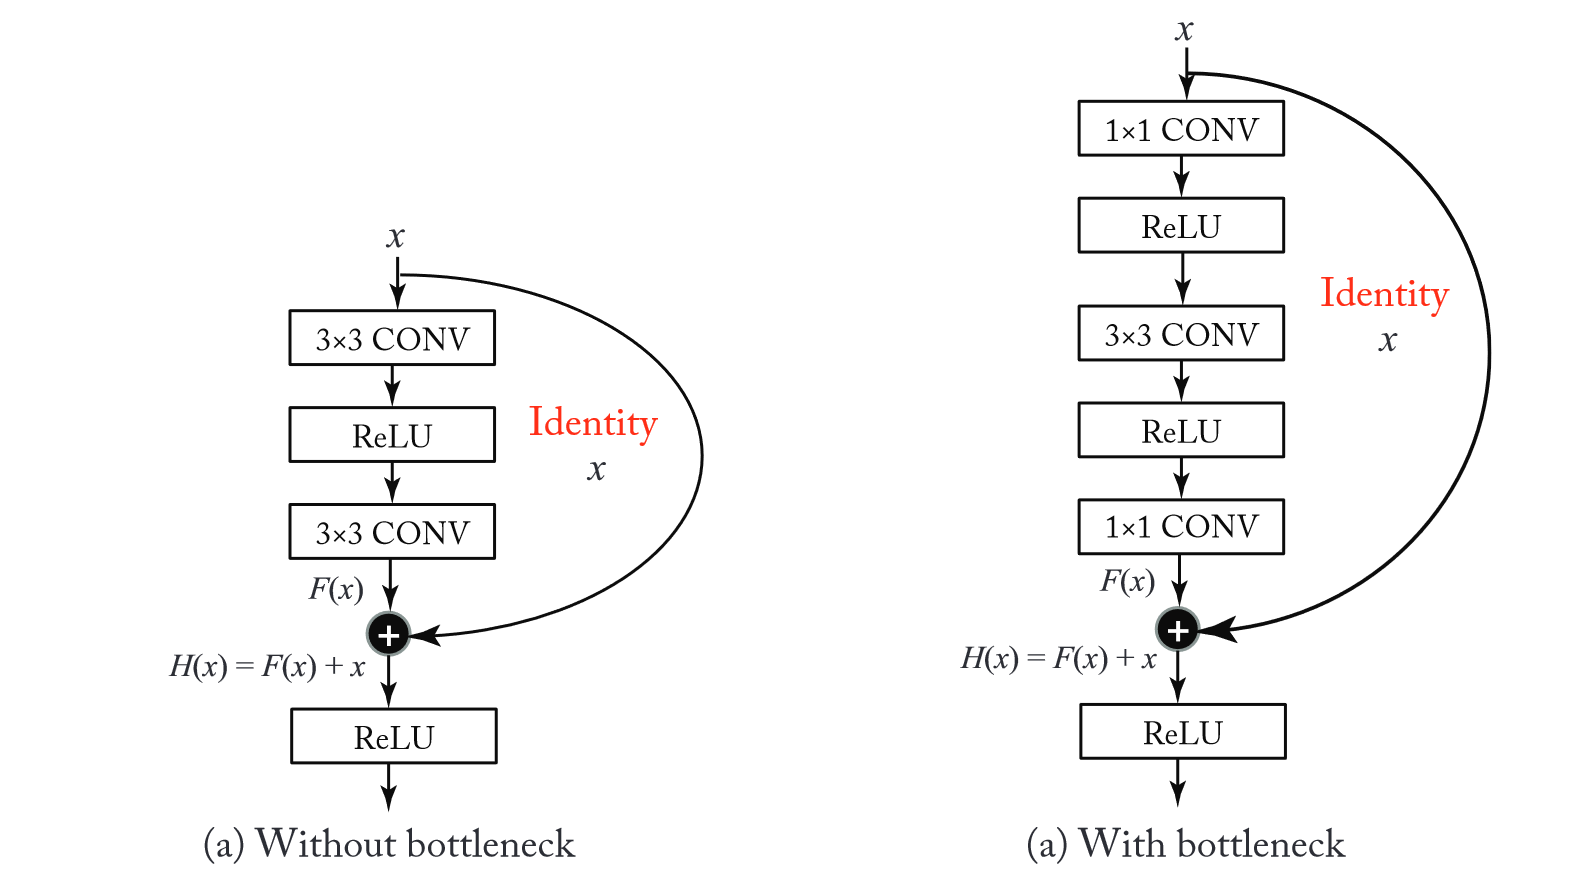 x
3×3 CONV
ReLU
Identity
x
3×3 CONV
F(x)
+
H(x) = F(x) + x
ReLU
(a) Without bottleneck
x
1×1 CONV
ReLU
Identity
x
3×3 CONV
ReLU
1×1 CONV
F(x)
+
H(x) = F(x) + x
ReLU
(a) With bottleneck